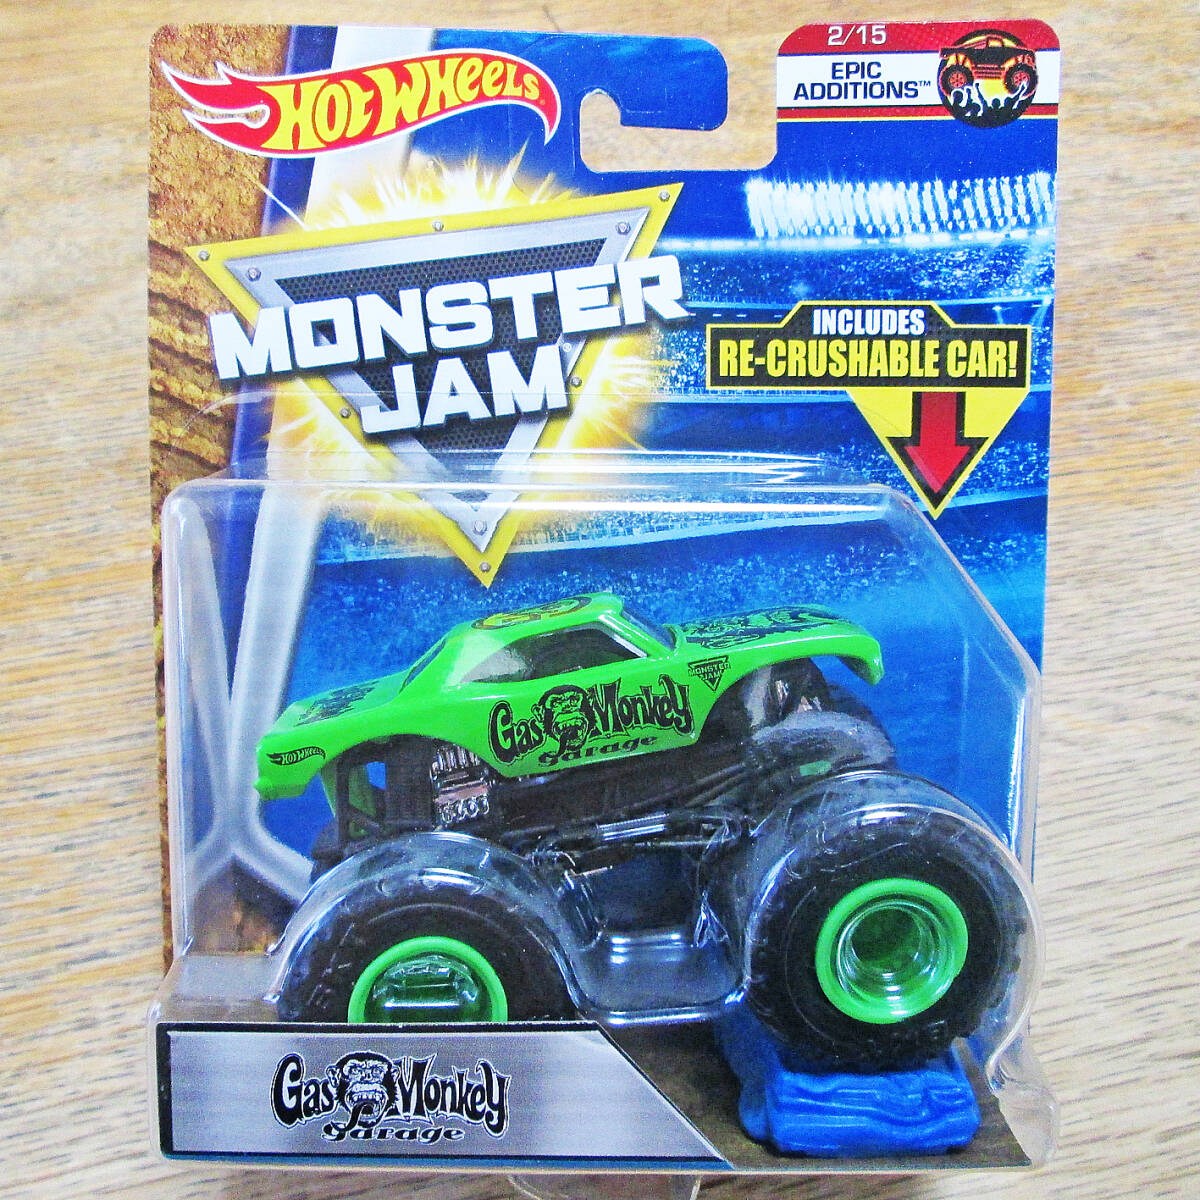 HOT WHEELS
2/15
EPIC
ADDITIONS™
MONSTER
JAM
INCLUDES
RE-CRUSHABLE CAR!
MONSTER
JAM
Gas Monkey
garage
HOT WHEELS
Gas Monkey
garage